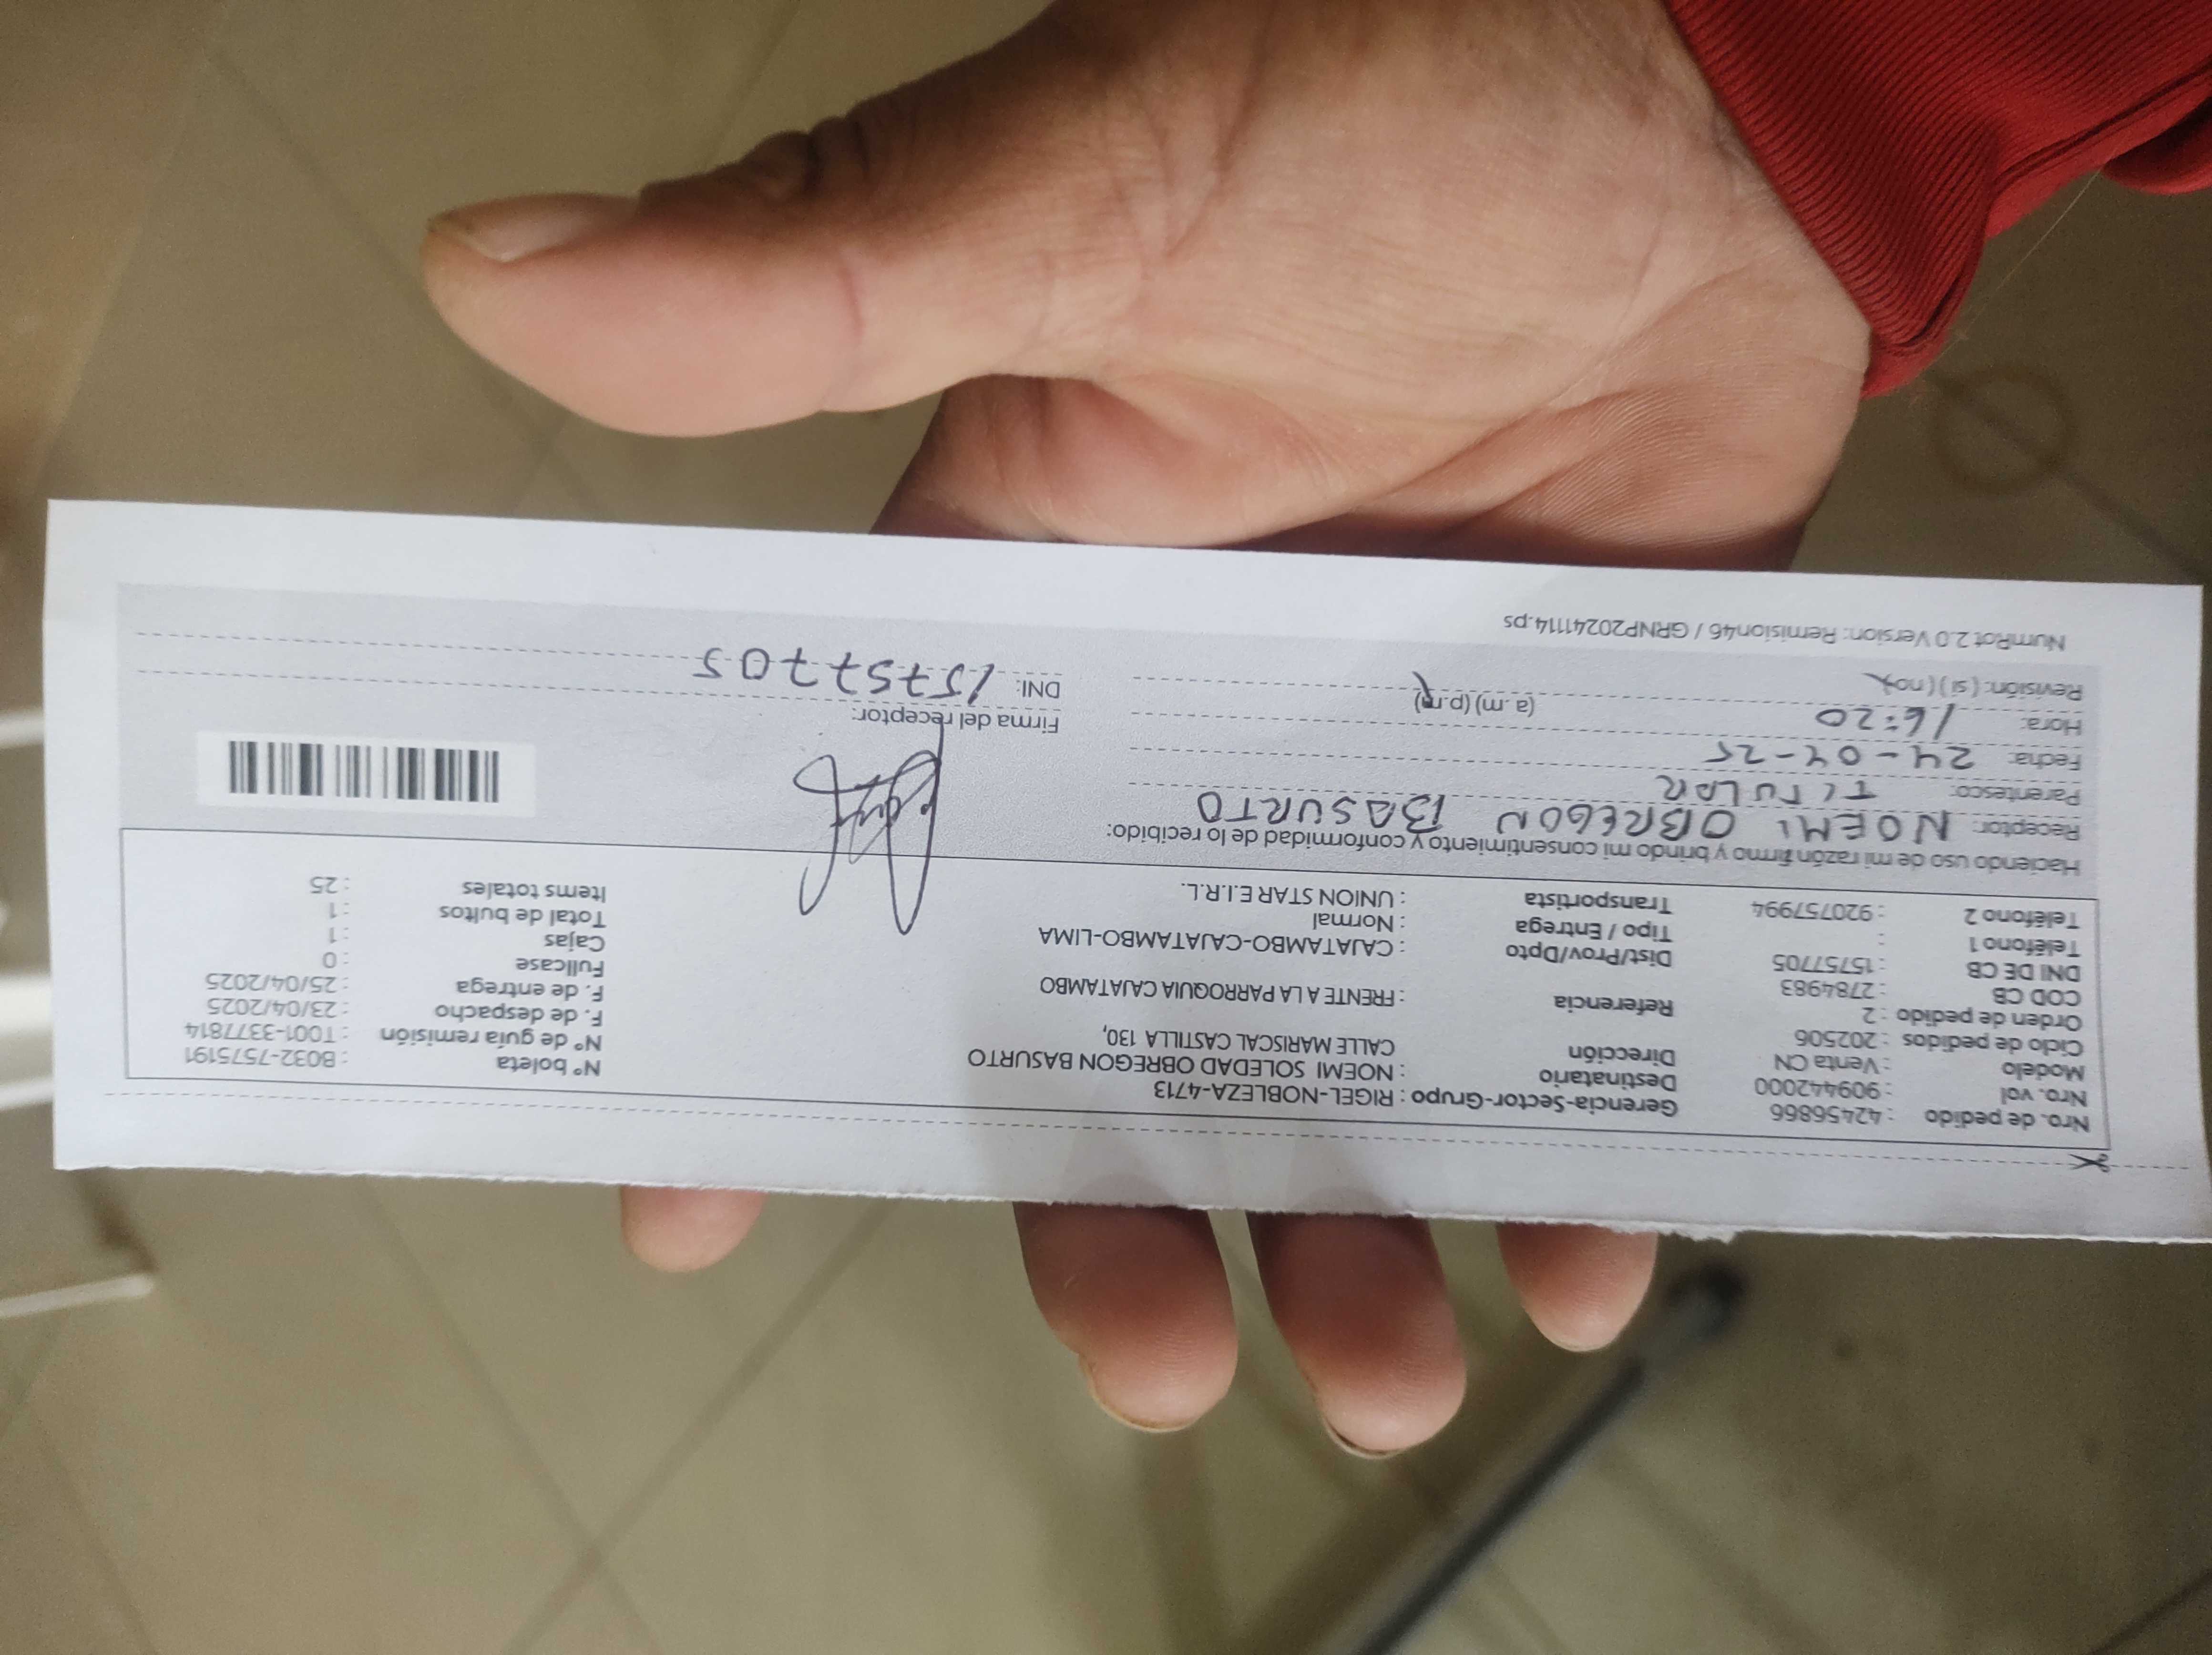 Nro. de pedido : 42456866
Nro. vol : 909442000
Modelo : Venta CN
Ciclo de pedidos : 202506
Orden de pedido : 2
COD CB : 2784983
DNI DE CB : 15757705
Teléfono 1 :
Teléfono 2 : 920757994
Gerencia-Sector-Grupo : RIGEL-NOBLEZA-4713
Destinatario : NOEMI SOLEDAD OBREGON BASURTO
Dirección CALLE MARISCAL CASTILLA 130,
Referencia : FRENTE A LA PARROQUIA CAJATAMBO
Dist/Prov/Dpto : CAJATAMBO-CAJATAMBO-LIMA
Tipo / Entrega : Normal
Transportista : UNION STAR E.I.R.L.
N° boleta : B032-7575191
N° de guía remisión : T001-3377814
F. de despacho : 23/04/2025
F. de entrega : 25/04/2025
Fullcase : 0
Cajas : 1
Total de bultos : 1
Items totales : 25
Haciendo uso de mi razón firmo y brindo mi consentimiento y conformidad de lo recibido:
Receptor: NOEMI OBREGON BASURTO
Parentesco: TITULAR
Fecha: 24-04-25
Hora: 16:20 (a.m) (p.m)
Revisión: (si) (no)
Firma del receptor:
DNI: 15757705
NumRot 2.0 Version: Remision46 / GRNP20241114.ps